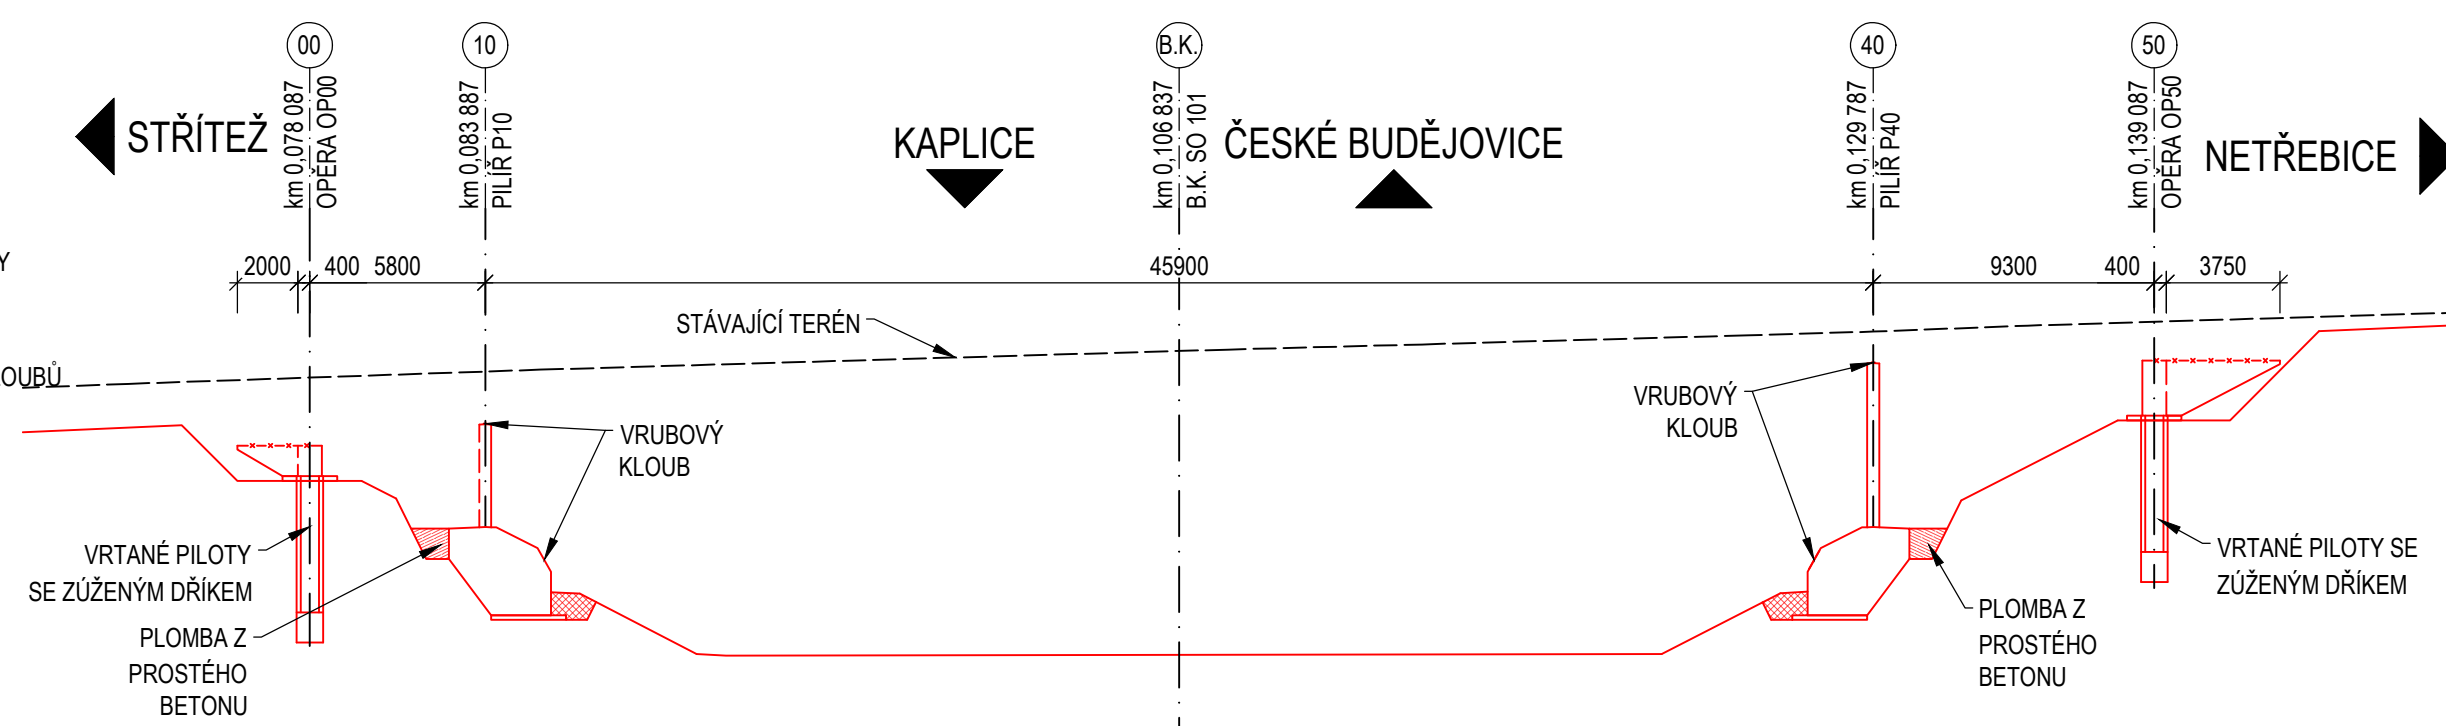 00
10
B.K.
40
50
km 0,078 087
OPĚRA OP00
km 0,083 887
PILÍŘ P10
km 0,106 837
B.K. SO 101
km 0,129 787
PILÍŘ P40
km 0,139 087
OPĚRA OP50
STŘÍTEŽ
KAPLICE
ČESKÉ BUDĚJOVICE
NETŘEBICE
Y
2000
400
5800
45900
9300
400
3750
STÁVAJÍCÍ TERÉN
OUBŮ
VRUBOVÝ
KLOUB
VRUBOVÝ
KLOUB
VRTANÉ PILOTY
SE ZÚŽENÝM DŘÍKEM
PLOMBA Z
PROSTÉHO
BETONU
VRTANÉ PILOTY SE
ZÚŽENÝM DŘÍKEM
PLOMBA Z
PROSTÉHO
BETONU